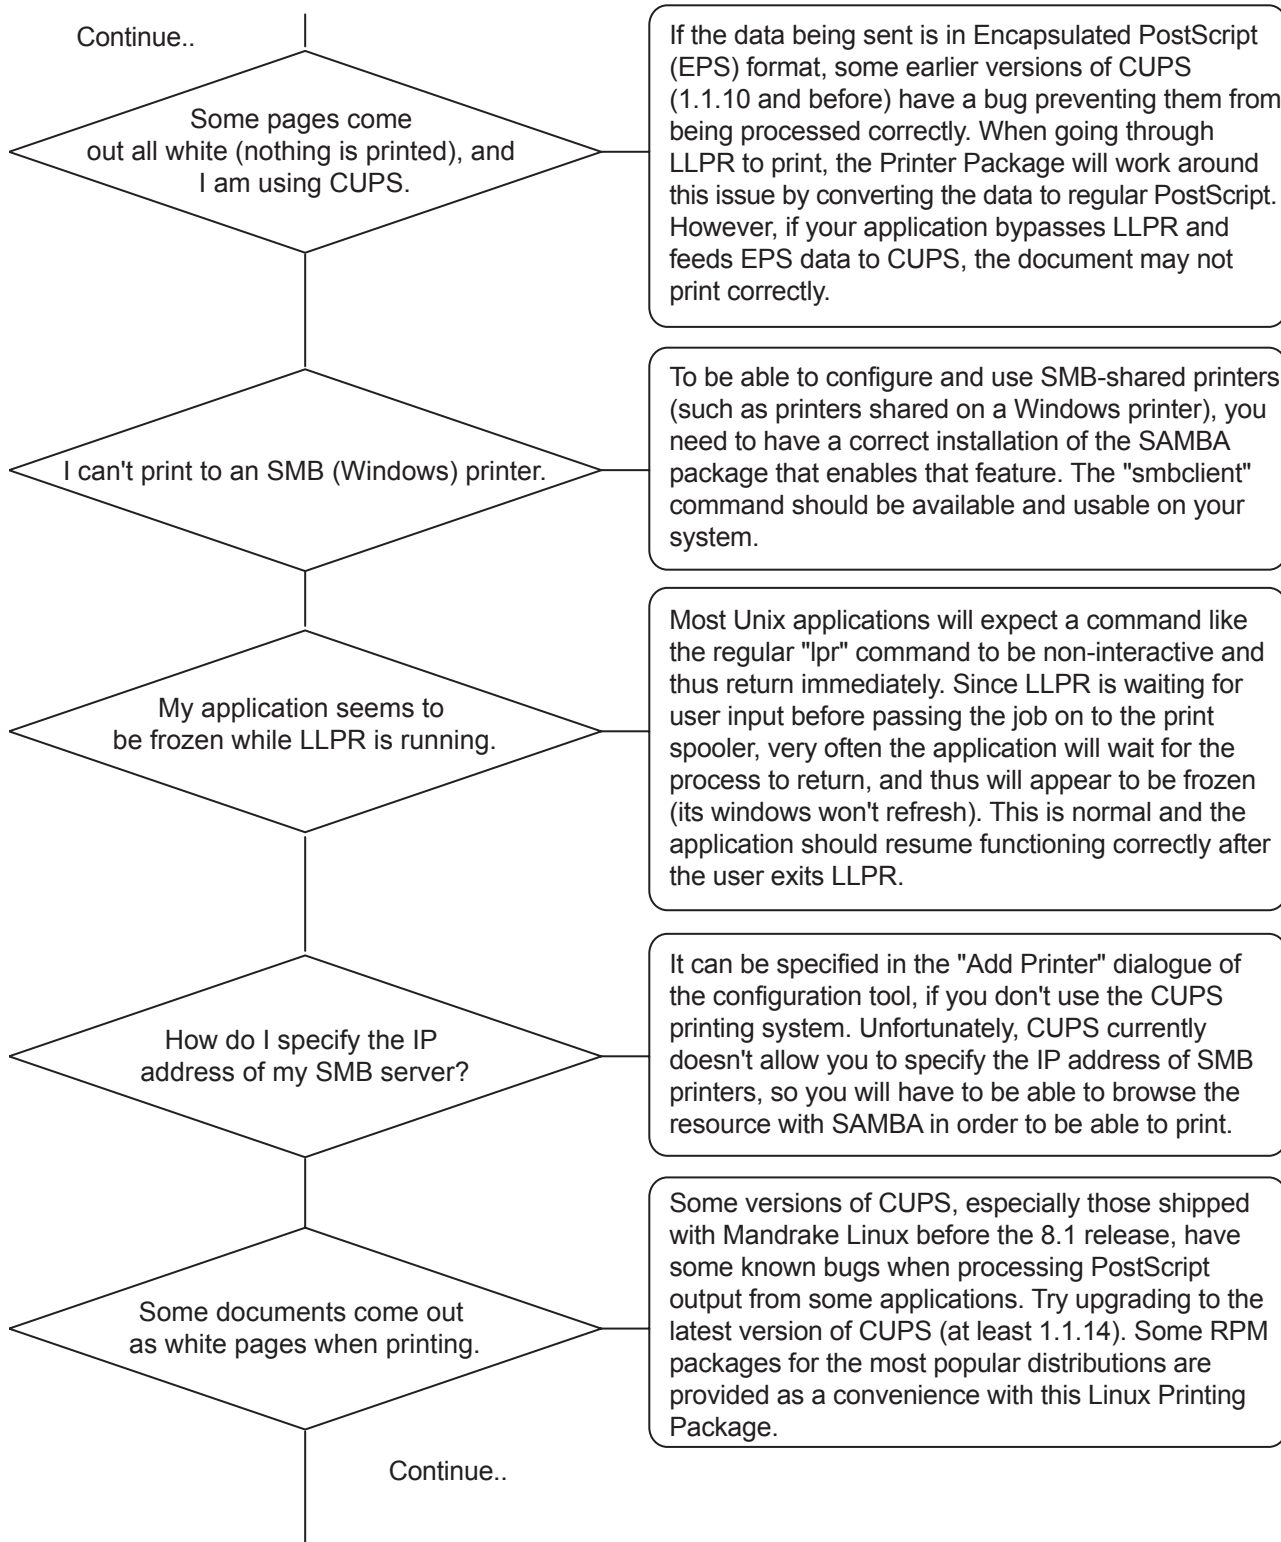 Continue..
Some pages come
out all white (nothing is printed), and
I am using CUPS.
If the data being sent is in Encapsulated PostScript
(EPS) format, some earlier versions of CUPS
(1.1.10 and before) have a bug preventing them from
being processed correctly. When going through
LLPR to print, the Printer Package will work around
this issue by converting the data to regular PostScript.
However, if your application bypasses LLPR and
feeds EPS data to CUPS, the document may not
print correctly.
I can't print to an SMB (Windows) printer.
To be able to configure and use SMB-shared printers
(such as printers shared on a Windows printer), you
need to have a correct installation of the SAMBA
package that enables that feature. The "smbclient"
command should be available and usable on your
system.
My application seems to
be frozen while LLPR is running.
Most Unix applications will expect a command like
the regular "lpr" command to be non-interactive and
thus return immediately. Since LLPR is waiting for
user input before passing the job on to the print
spooler, very often the application will wait for the
process to return, and thus will appear to be frozen
(its windows won't refresh). This is normal and the
application should resume functioning correctly after
the user exits LLPR.
How do I specify the IP
address of my SMB server?
It can be specified in the "Add Printer" dialogue of
the configuration tool, if you don't use the CUPS
printing system. Unfortunately, CUPS currently
doesn't allow you to specify the IP address of SMB
printers, so you will have to be able to browse the
resource with SAMBA in order to be able to print.
Some documents come out
as white pages when printing.
Some versions of CUPS, especially those shipped
with Mandrake Linux before the 8.1 release, have
some known bugs when processing PostScript
output from some applications. Try upgrading to the
latest version of CUPS (at least 1.1.14). Some RPM
packages for the most popular distributions are
provided as a convenience with this Linux Printing
Package.
Continue..